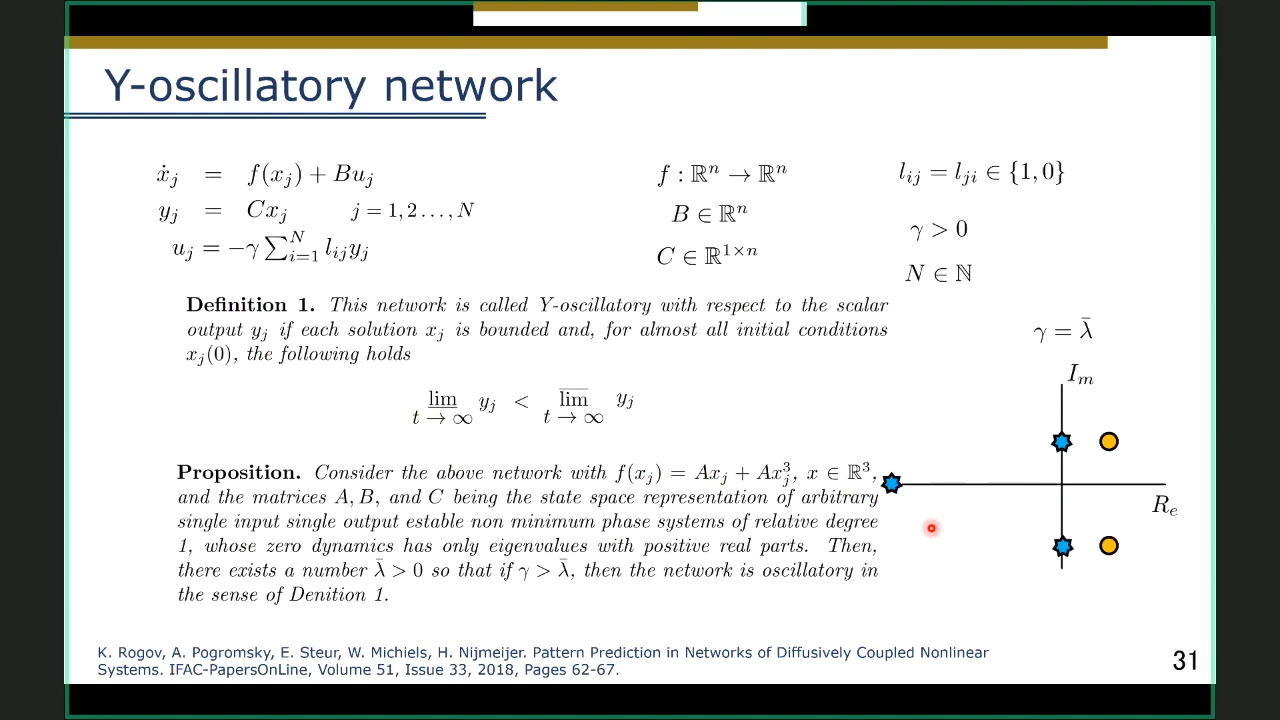 Y-oscillatory network
ẋ_j = f(x_j) + Bu_j
y_j = Cx_j j = 1, 2 . . . , N
u_j = −γ ∑_{i=1}^{N} l_{ij}y_j
f : ℝ^n → ℝ^n
B ∈ ℝ^n
C ∈ ℝ^{1×n}
l_{ij} = l_{ji} ∈ {1, 0}
γ > 0
N ∈ ℕ
Definition 1. This network is called Y-oscillatory with respect to the scalar
output y_j if each solution x_j is bounded and, for almost all initial conditions
x_j(0), the following holds
lim y_j < lim y_j
t → ∞ t → ∞
γ = λ̄
I_m
R_e
Proposition. Consider the above network with f(x_j) = Ax_j + Ax_j^3, x ∈ ℝ^3,
and the matrices A, B, and C being the state space representation of arbitrary
single input single output estable non minimum phase systems of relative degree
1, whose zero dynamics has only eigenvalues with positive real parts. Then,
there exists a number λ̄ > 0 so that if γ > λ̄, then the network is oscillatory in
the sense of Denition 1.
K. Rogov, A. Pogromsky, E. Steur, W. Michiels, H. Nijmeijer. Pattern Prediction in Networks of Diffusively Coupled Nonlinear
Systems. IFAC-PapersOnLine, Volume 51, Issue 33, 2018, Pages 62-67.
31